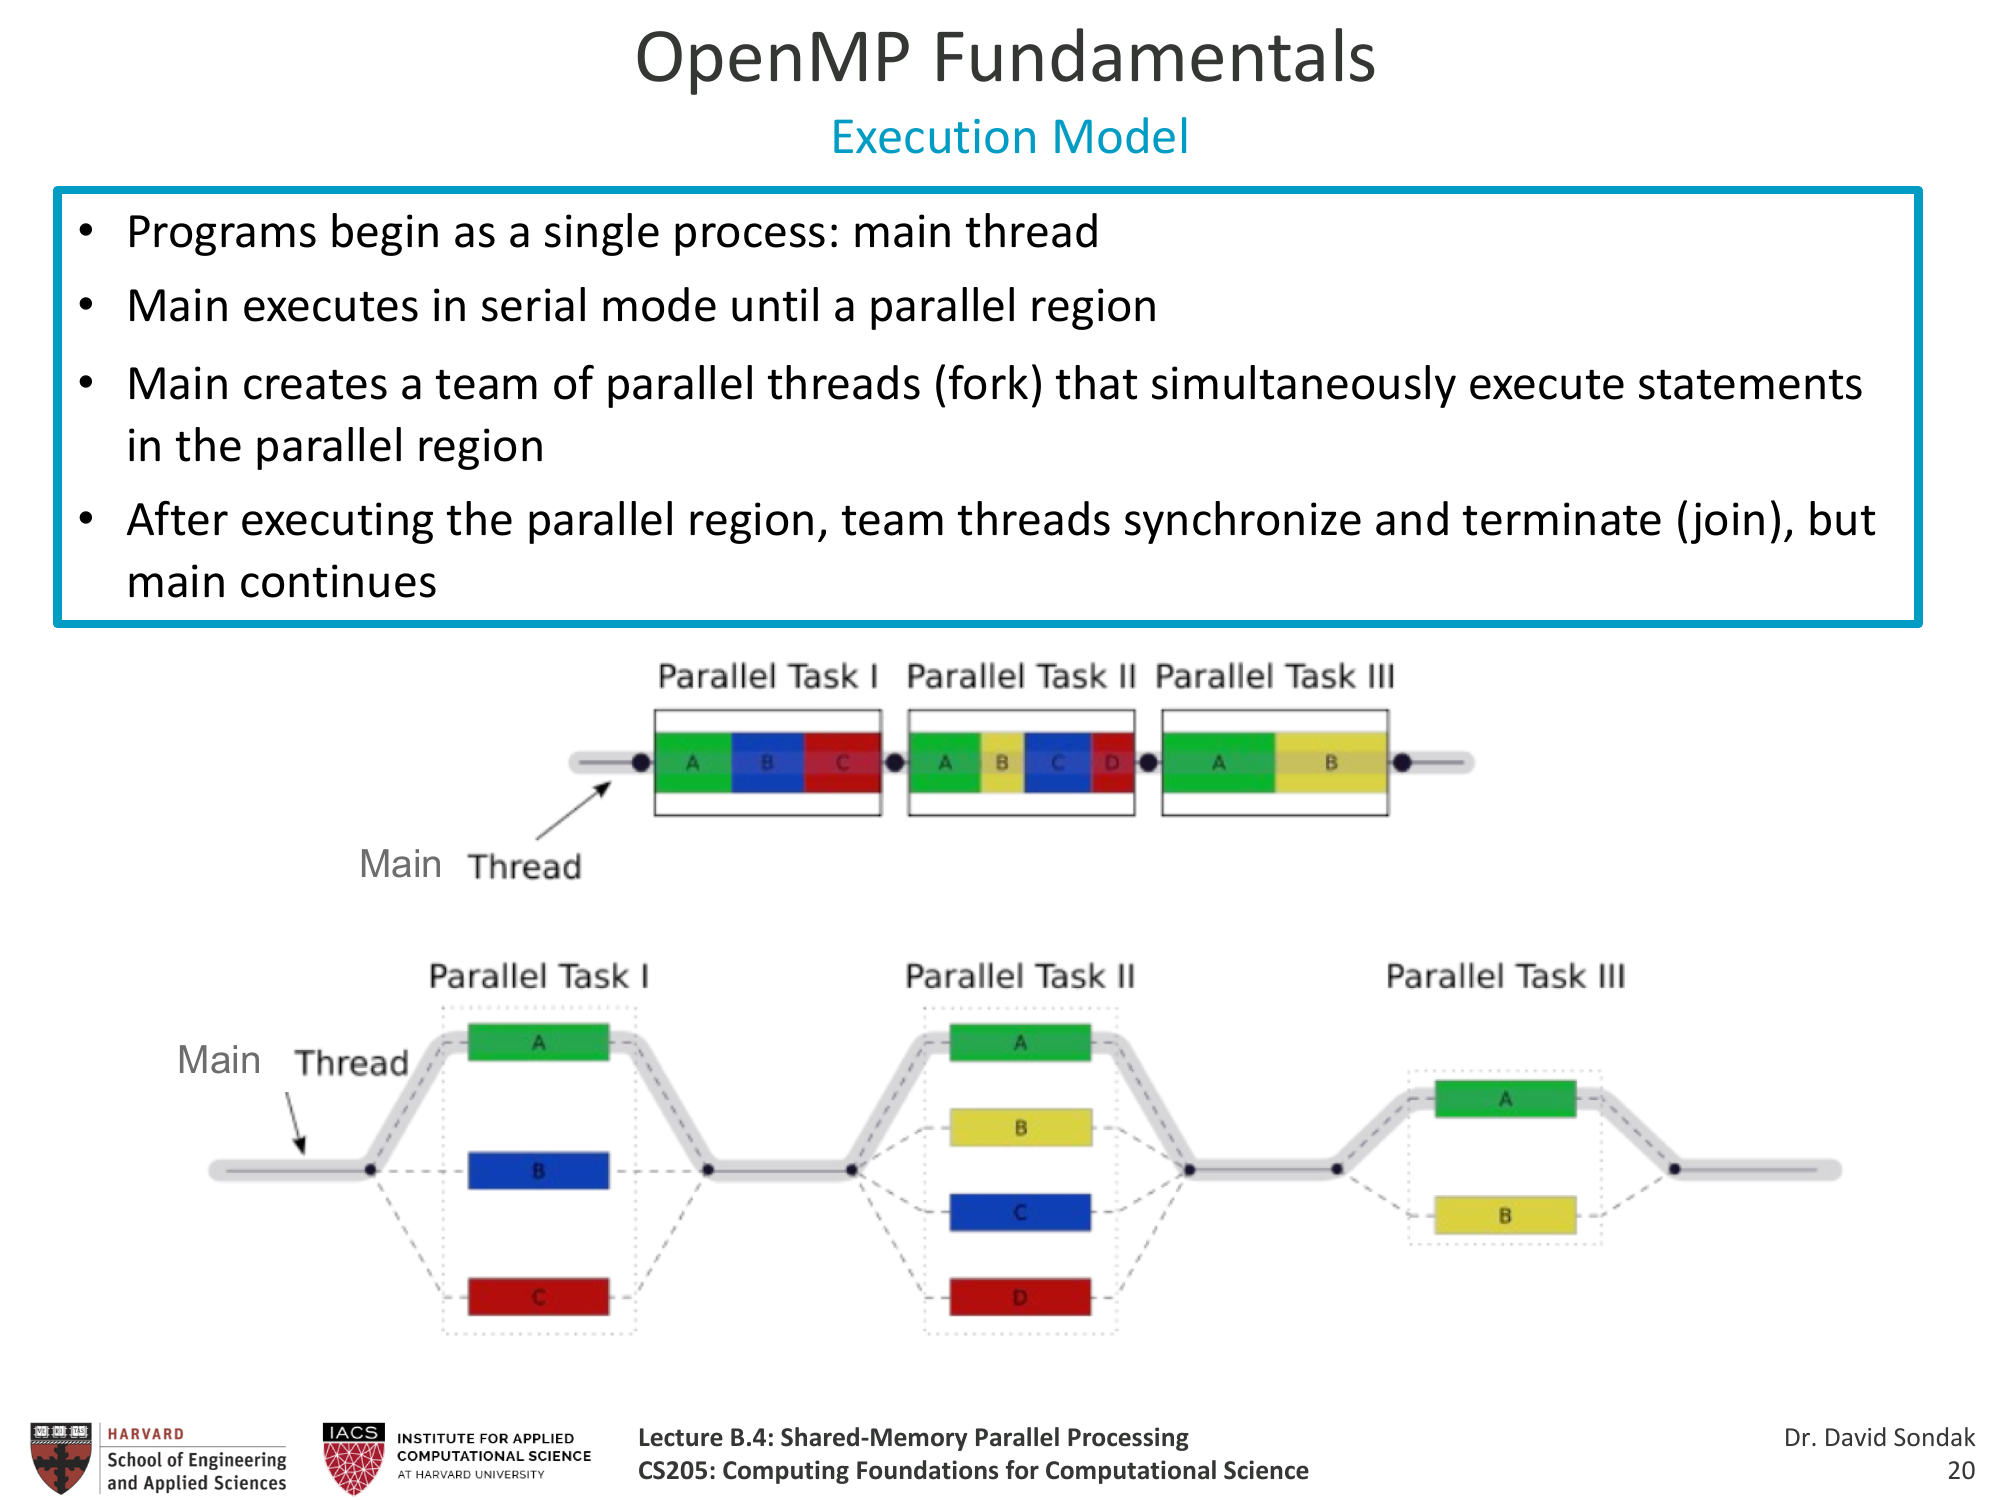 OpenMP Fundamentals
Execution Model
• Programs begin as a single process: main thread
• Main executes in serial mode until a parallel region
• Main creates a team of parallel threads (fork) that simultaneously execute statements
in the parallel region
• After executing the parallel region, team threads synchronize and terminate (join), but
main continues
Parallel Task I Parallel Task II Parallel Task III
A B C A B C D A B
Main Thread
Parallel Task I Parallel Task II Parallel Task III
Main Thread
A A A
B B B
C C
D
HARVARD
School of Engineering
and Applied Sciences
IACS
INSTITUTE FOR APPLIED
COMPUTATIONAL SCIENCE
AT HARVARD UNIVERSITY
Lecture B.4: Shared-Memory Parallel Processing
CS205: Computing Foundations for Computational Science
Dr. David Sondak
20